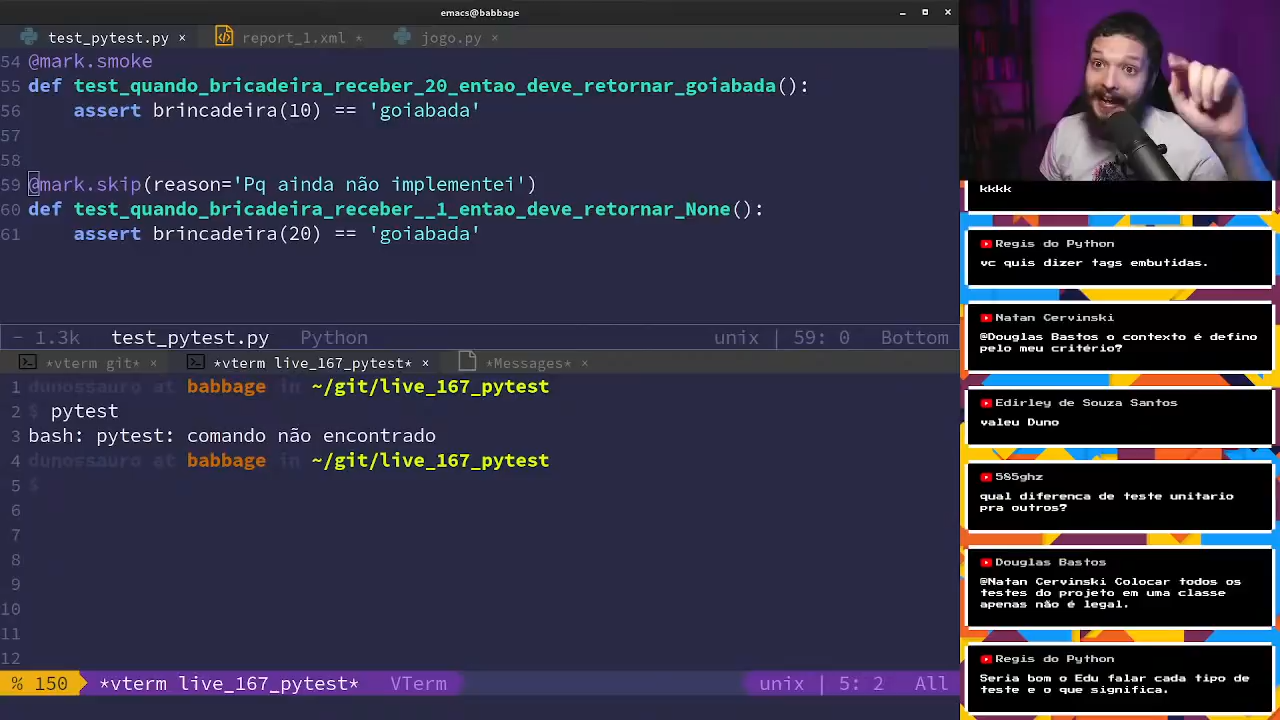 emacs@babbage
test_pytest.py × report_1.xml * jogo.py ×
54 @mark.smoke
55 def test_quando_bricadeira_receber_20_entao_deve_retornar_goiabada():
56 assert brincadeira(10) == 'goiabada'
57
58
59 @mark.skip(reason='Pq ainda não implementei')
60 def test_quando_bricadeira_receber__1_entao_deve_retornar_None():
61 assert brincadeira(20) == 'goiabada'
- 1.3k test_pytest.py Python unix | 59: 0 Bottom
*vterm git* × *vterm live_167_pytest* × *Messages* ×
1 dunossauro at babbage in ~/git/live_167_pytest
2 $ pytest
3 bash: pytest: comando não encontrado
4 dunossauro at babbage in ~/git/live_167_pytest
5 $
6
7
8
9
10
11
12
% 150 *vterm live_167_pytest* VTerm unix | 5: 2 All
kkkk
Regis do Python
vc quis dizer tags embutidas.
Natan Cervinski
@Douglas Bastos o contexto é defino
pelo meu critério?
Edirley de Souza Santos
valeu Duno
585ghz
qual diferenca de teste unitario
pra outros?
Douglas Bastos
@Natan Cervinski Colocar todos os
testes do projeto em uma classe
apenas não é legal.
Regis do Python
Seria bom o Edu falar cada tipo de
teste e o que significa.